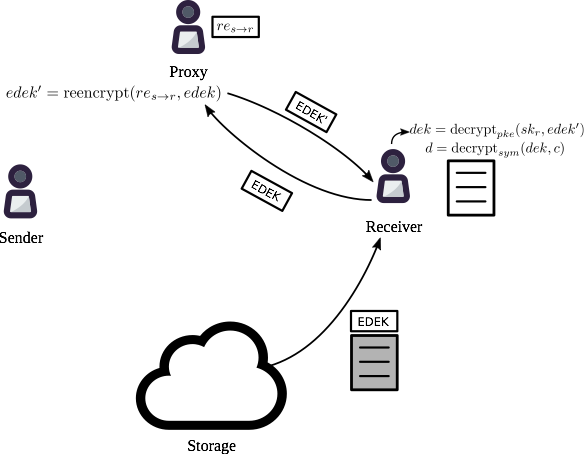 re_{s→r}
Proxy
edek′ = reencrypt(re_{s→r}, edek)
EDEK'
dek = decrypt_{pke}(sk_r, edek′)
d = decrypt_{sym}(dek, c)
EDEK
Receiver
Sender
EDEK
Storage